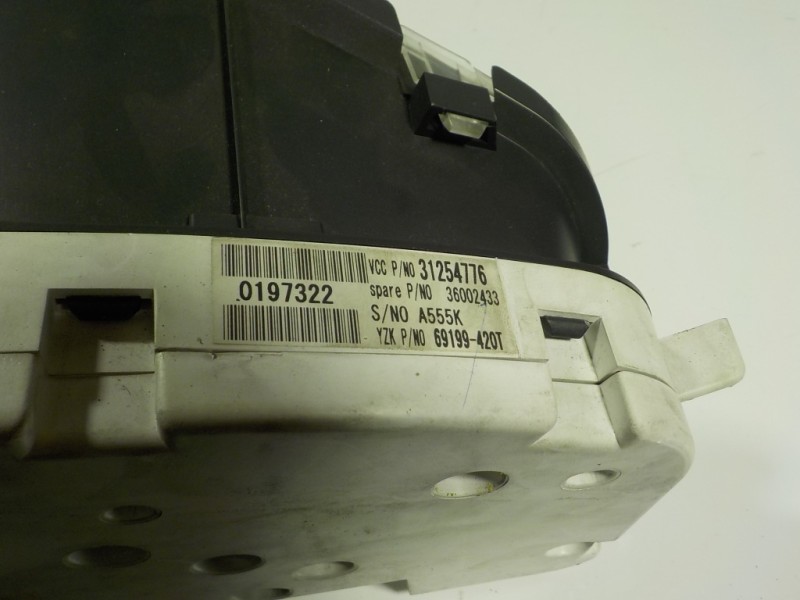 VCC P/NO 31254776
0197322
spare P/NO 36002433
S/NO A555K
YZK P/NO 69199-420T